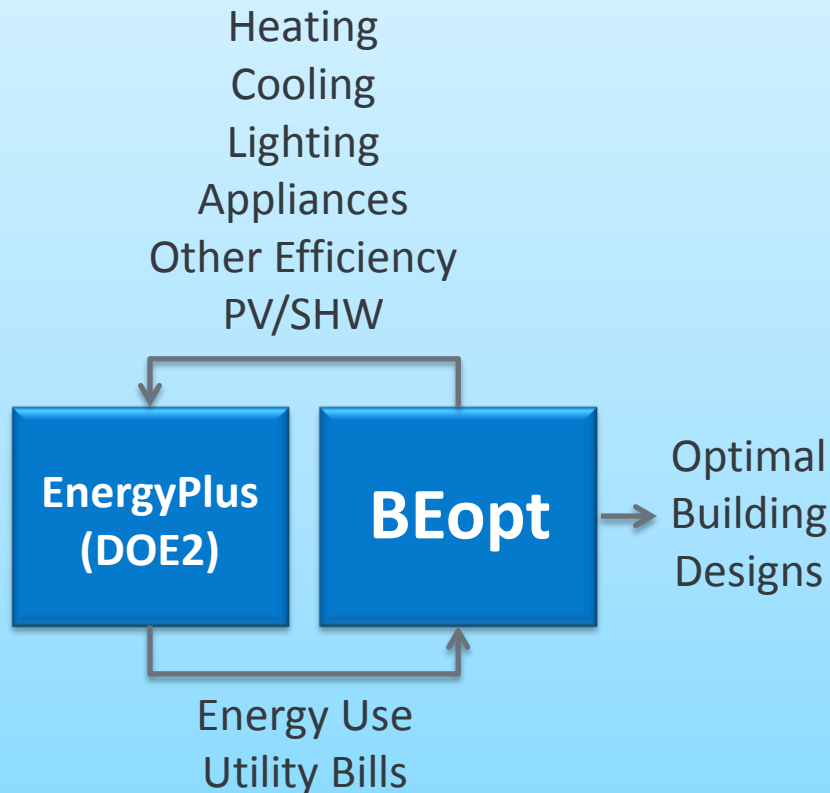 Heating
Cooling
Lighting
Appliances
Other Efficiency
PV/SHW
EnergyPlus
(DOE2)
BEopt
Optimal
Building
Designs
Energy Use
Utility Bills